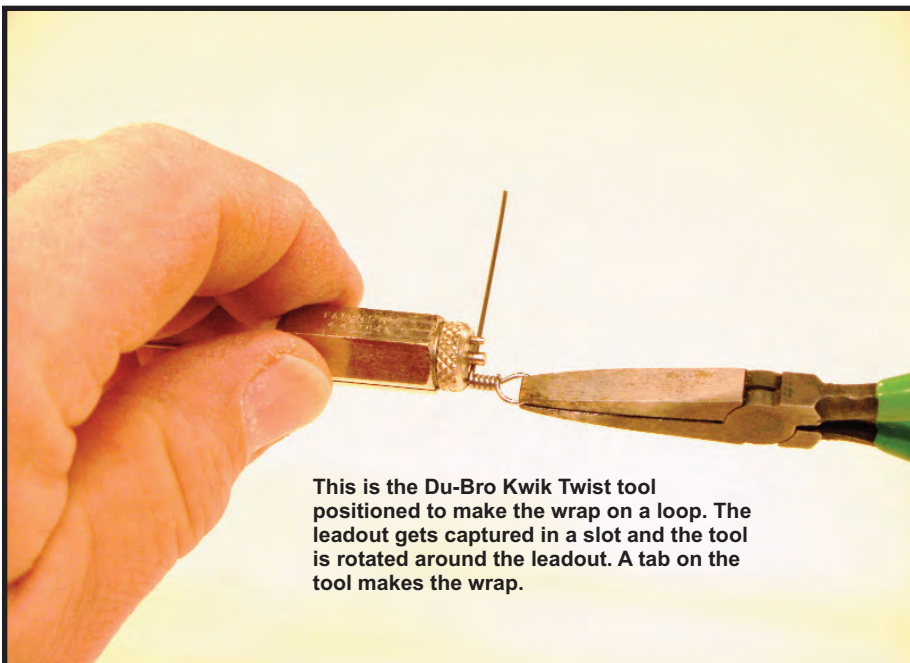 This is the Du-Bro Kwik Twist tool
positioned to make the wrap on a loop. The
leadout gets captured in a slot and the tool
is rotated around the leadout. A tab on the
tool makes the wrap.